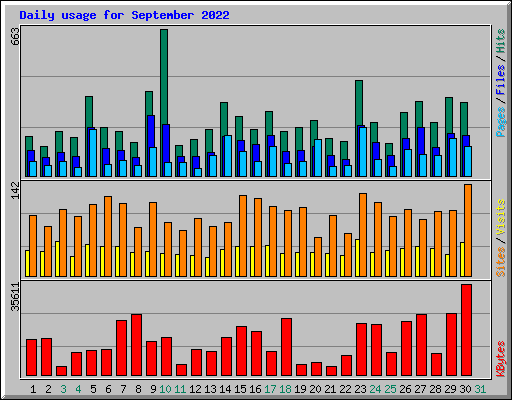 Daily usage for September 2022
663
Pages / Files / Hits
142
Sites / Visits
35611
KBytes
1 2 3 4 5 6 7 8 9 10 11 12 13 14 15 16 17 18 19 20 21 22 23 24 25 26 27 28 29 30 31